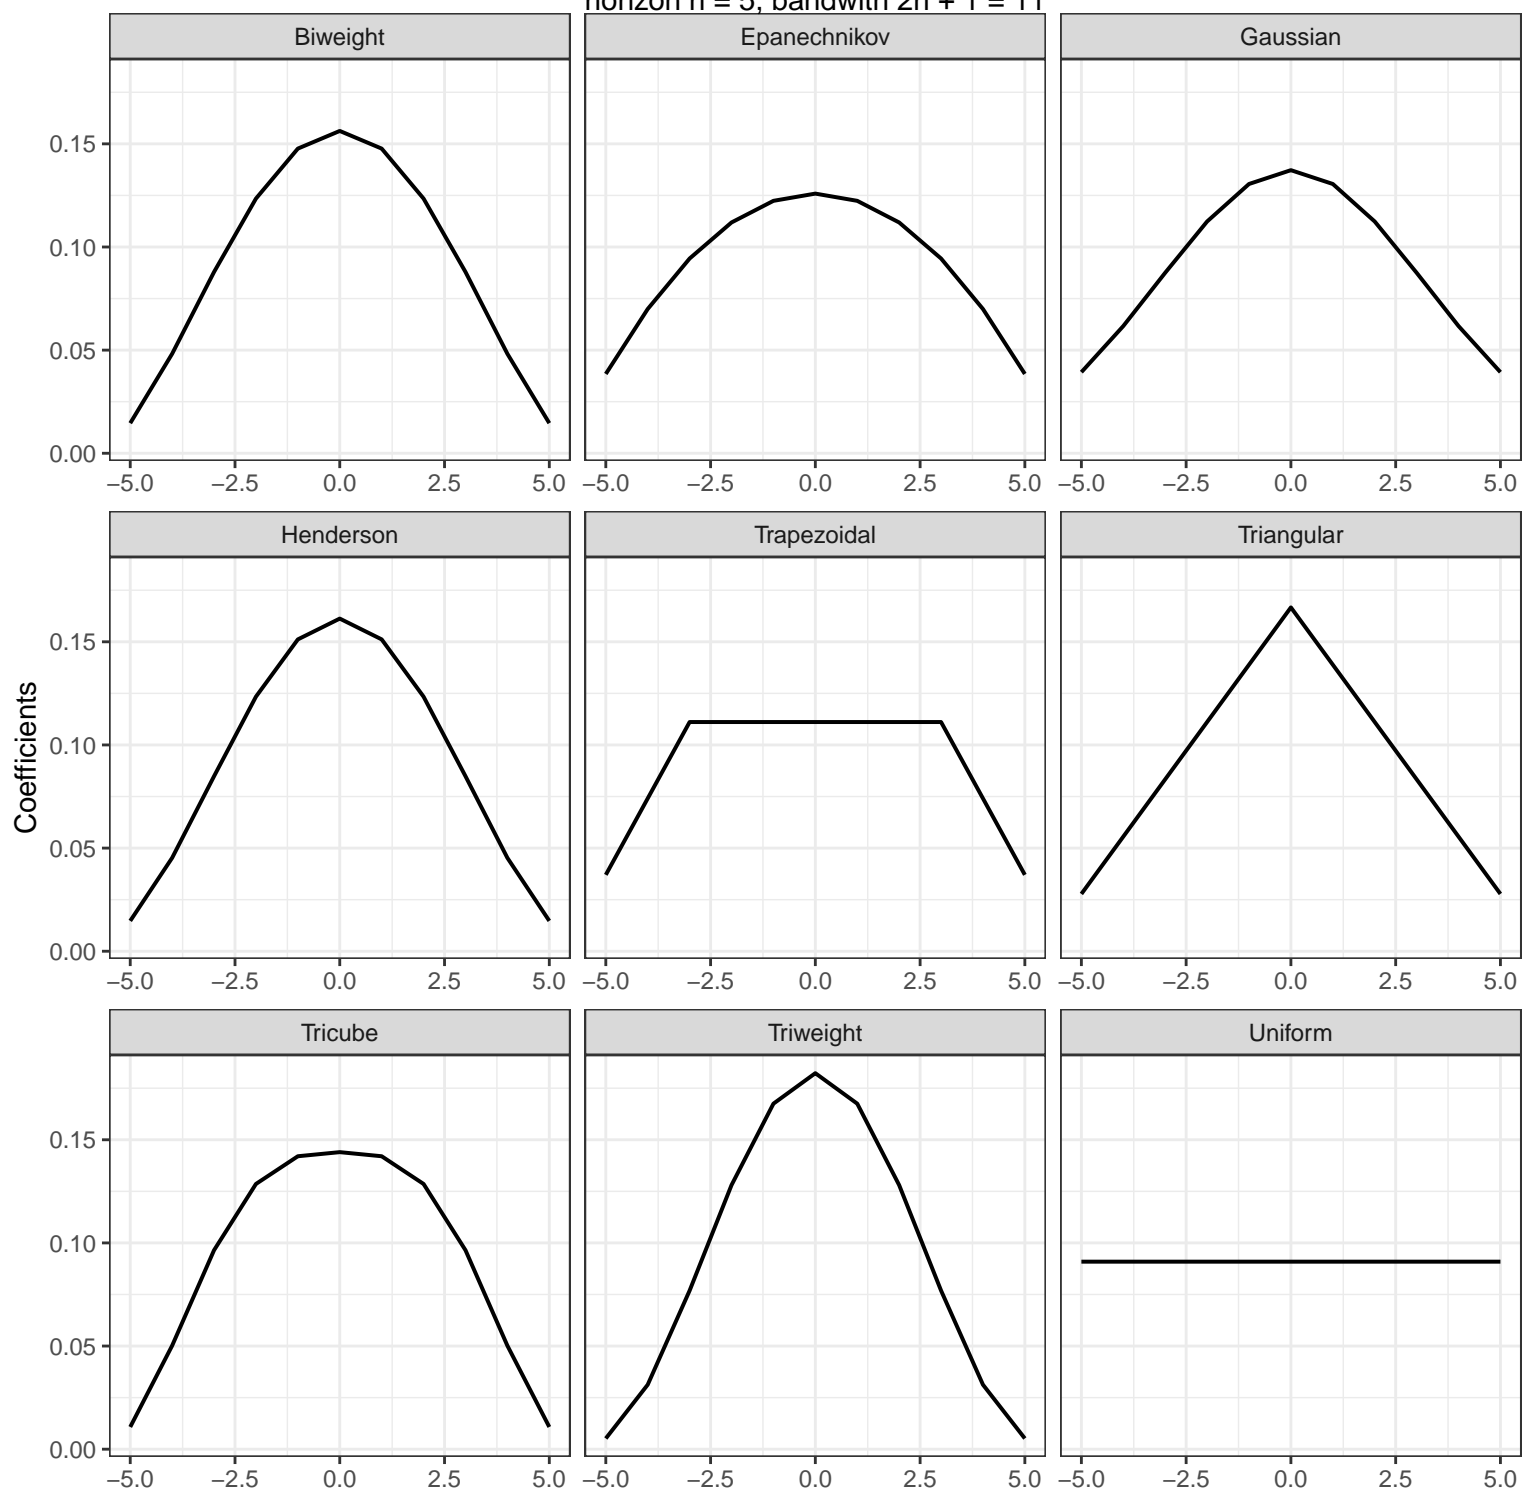 horizon h = 5, bandwith 2h + 1 = 11
Biweight Epanechnikov Gaussian
0.15
0.10
0.05
0.00
−5.0 −2.5 0.0 2.5 5.0 −5.0 −2.5 0.0 2.5 5.0 −5.0 −2.5 0.0 2.5 5.0
Henderson Trapezoidal Triangular
0.15
0.10
0.05
0.00
Coefficients
−5.0 −2.5 0.0 2.5 5.0 −5.0 −2.5 0.0 2.5 5.0 −5.0 −2.5 0.0 2.5 5.0
Tricube Triweight Uniform
0.15
0.10
0.05
0.00
−5.0 −2.5 0.0 2.5 5.0 −5.0 −2.5 0.0 2.5 5.0 −5.0 −2.5 0.0 2.5 5.0